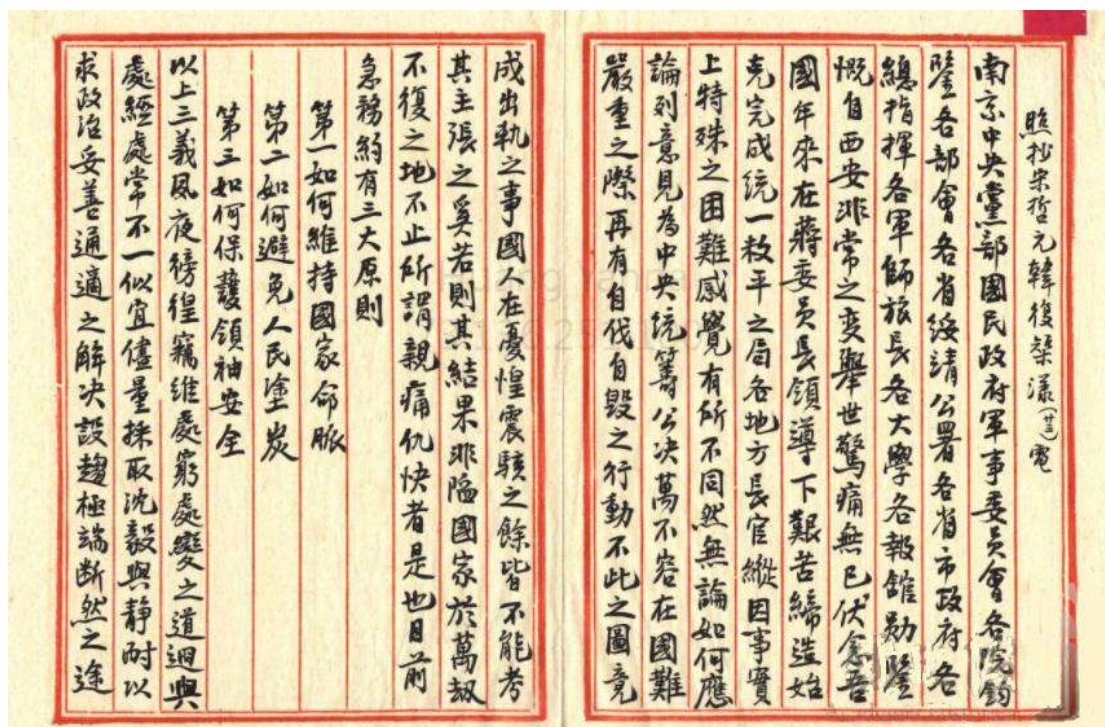 照抄宋哲元韓復榘漾(廿三)電
南京中央黨部國民政府軍事委員會各院鈞
鑒各部會各省綏靖公署各省市政府各
總指揮各軍師旅長各大學各報館勛鑒
慨自西安非常之変舉世驚痛無已伏念吾
國年來在蔣委員長領導下艱苦締造始
克完成統一敉平之局各地方長官縱因事實
上特殊之困難感覺有所不同然無論如何應
論列意見為中央統籌公决萬不容在國難
嚴重之際再有自伐自毀之行動不此之圖竟
成出軌之事國人在憂惶震駭之餘皆不能考
其主張之奚若則其結果非陷國家於萬劫
不復之地不止所謂親痛仇快者是也目前
急務約有三大原則
第一如何維持國家命脈
第二如何避免人民塗炭
第三如何保護領袖安全
以上三義夙夜徬徨竊维處窮處變之道迥與
處經處常不一似宜儘量採取沈毅與靜耐以
求政治妥善通適之解决設趨極端断然之途